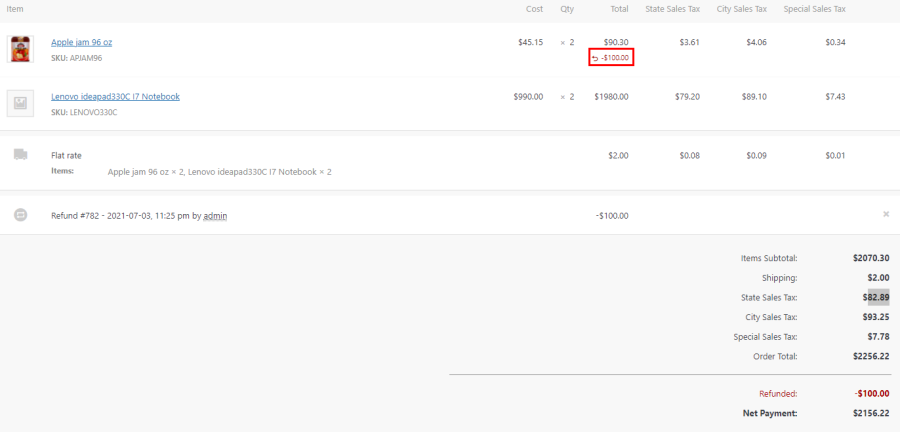 Item Cost Qty Total State Sales Tax City Sales Tax Special Sales Tax
Apple jam 96 oz $45.15 × 2 $90.30 $3.61 $4.06 $0.34
SKU: APJAM96 -$100.00
Lenovo ideapad330C I7 Notebook $990.00 × 2 $1980.00 $79.20 $89.10 $7.43
SKU: LENOVO330C
Flat rate $2.00 $0.08 $0.09 $0.01
Items: Apple jam 96 oz × 2, Lenovo ideapad330C I7 Notebook × 2
Refund #782 - 2021-07-03, 11:25 pm by admin -$100.00 ×
Items Subtotal: $2070.30
Shipping: $2.00
State Sales Tax: $82.89
City Sales Tax: $93.25
Special Sales Tax: $7.78
Order Total: $2256.22
Refunded: -$100.00
Net Payment: $2156.22